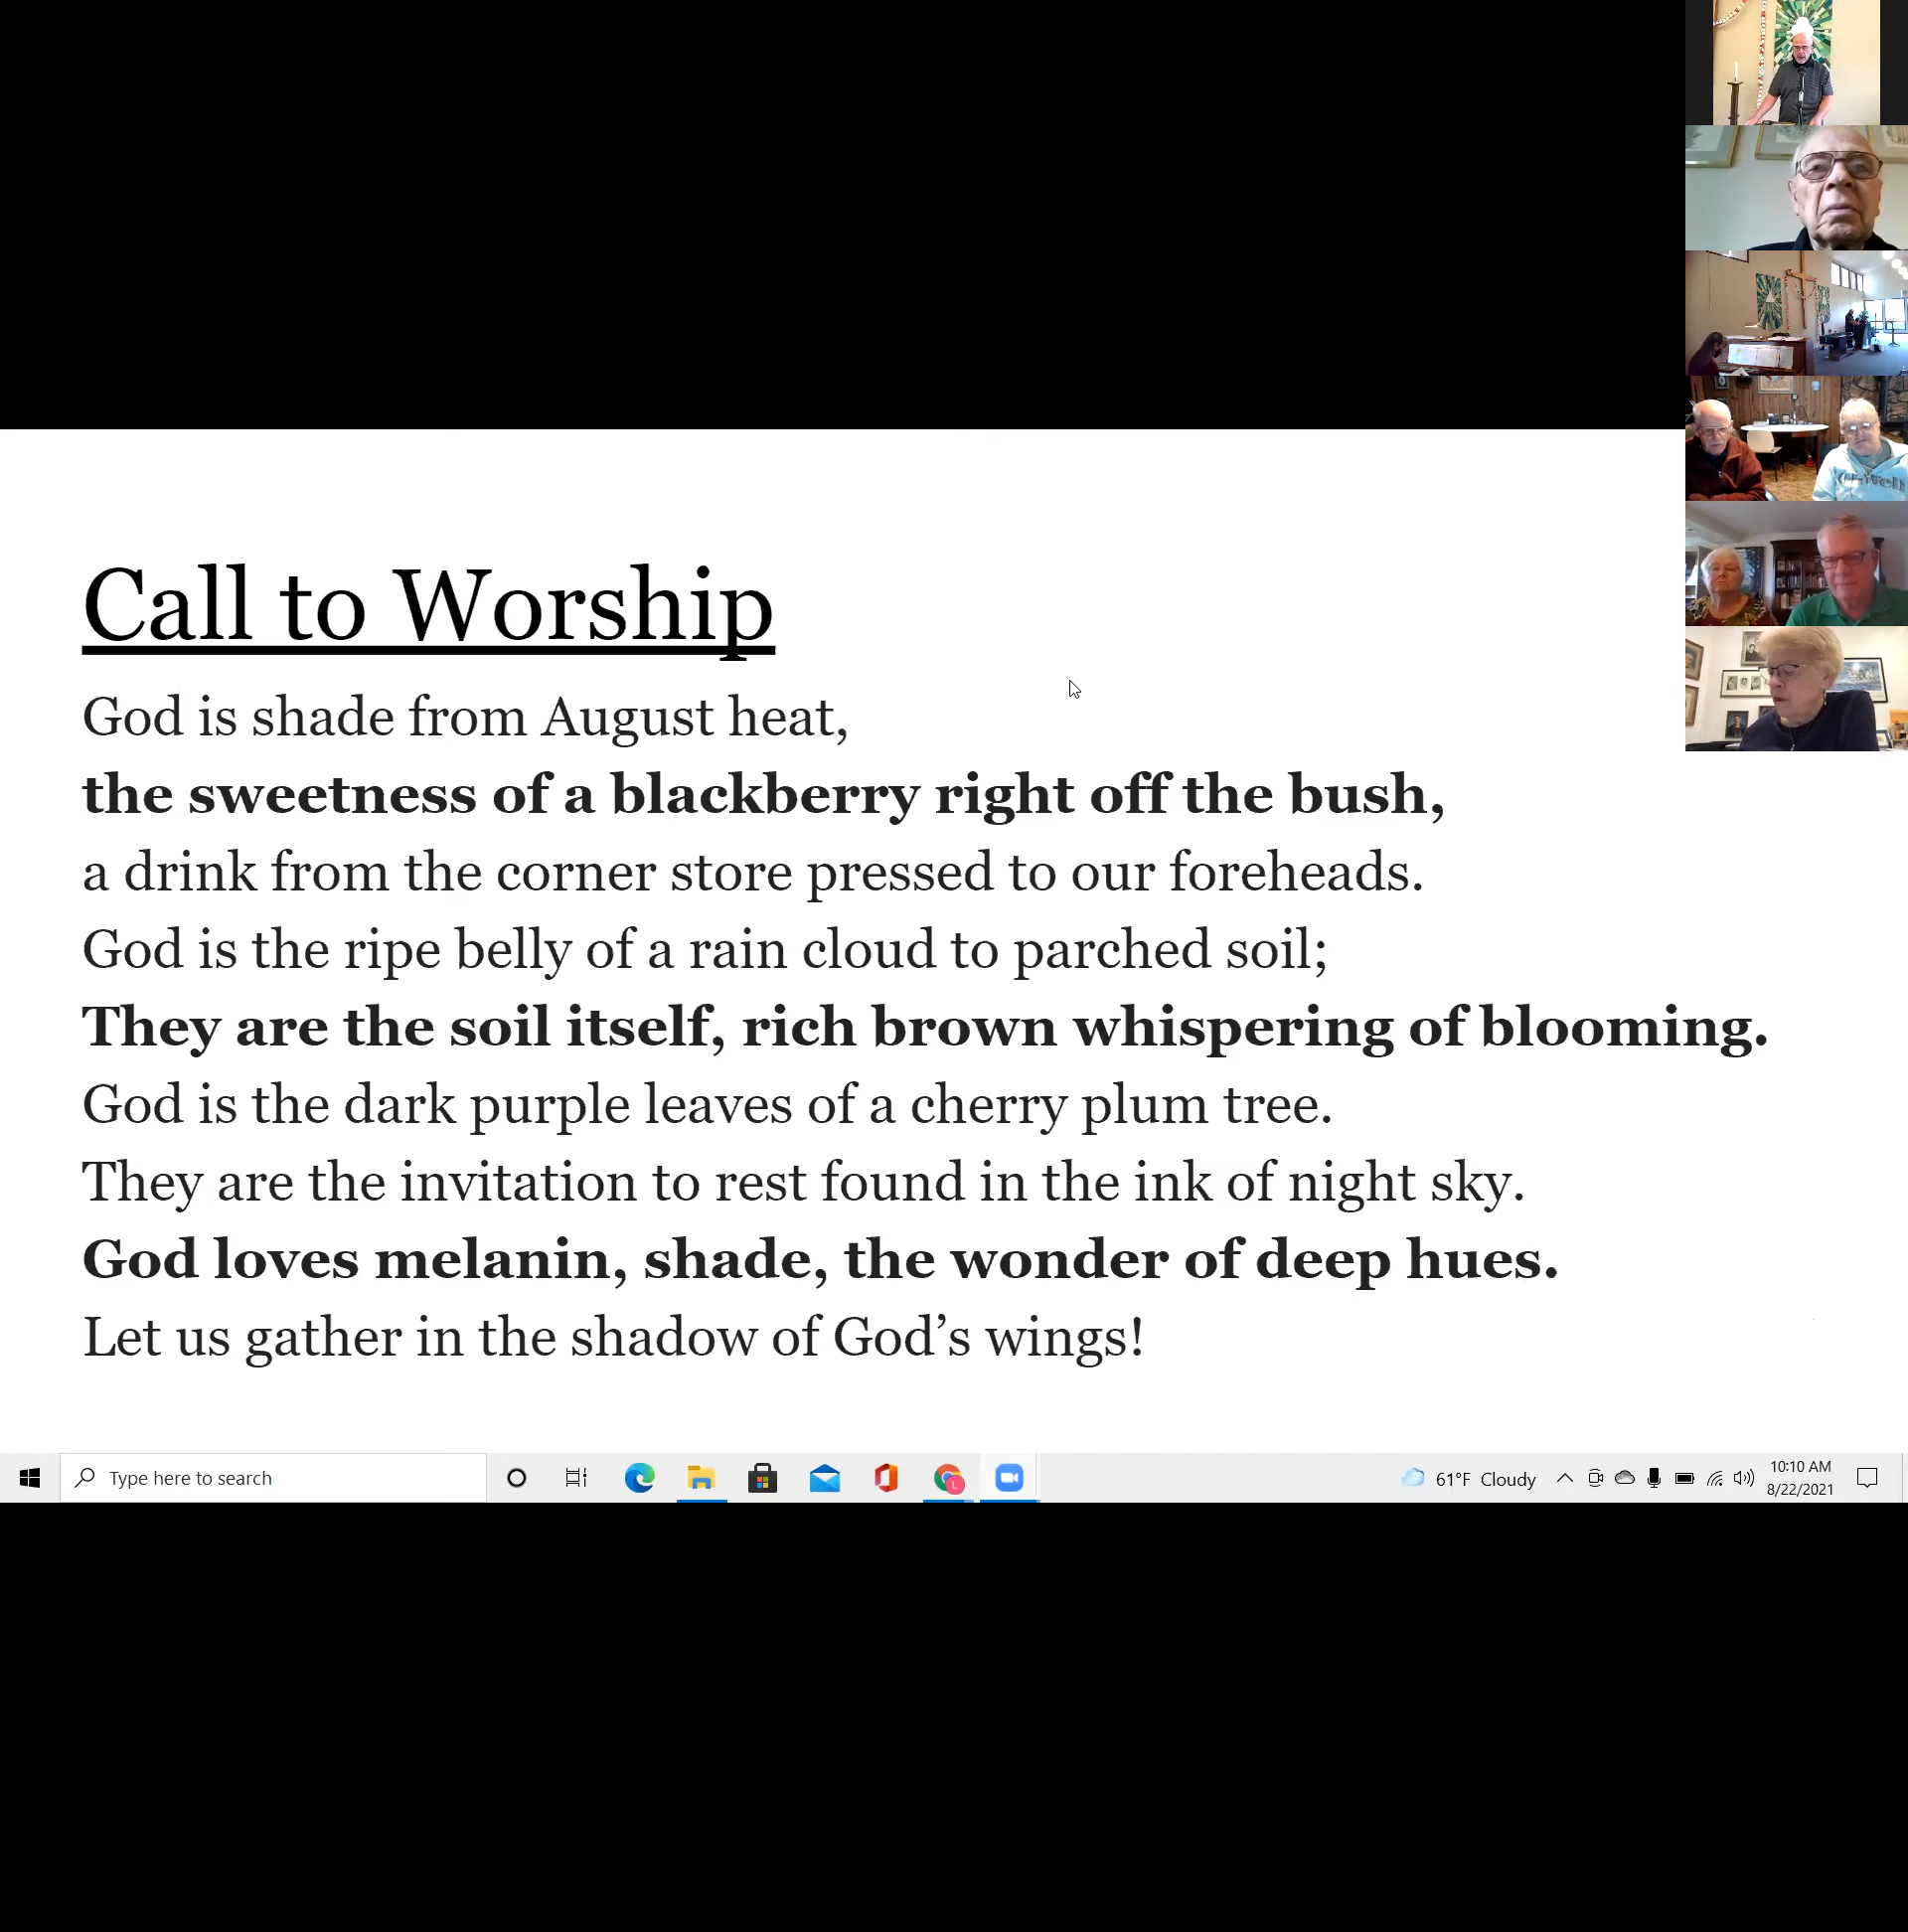 Call to Worship
God is shade from August heat,
the sweetness of a blackberry right off the bush,
a drink from the corner store pressed to our foreheads.
God is the ripe belly of a rain cloud to parched soil;
They are the soil itself, rich brown whispering of blooming.
God is the dark purple leaves of a cherry plum tree.
They are the invitation to rest found in the ink of night sky.
God loves melanin, shade, the wonder of deep hues.
Let us gather in the shadow of God’s wings!
Type here to search
L
61°F Cloudy
10:10 AM
8/22/2021